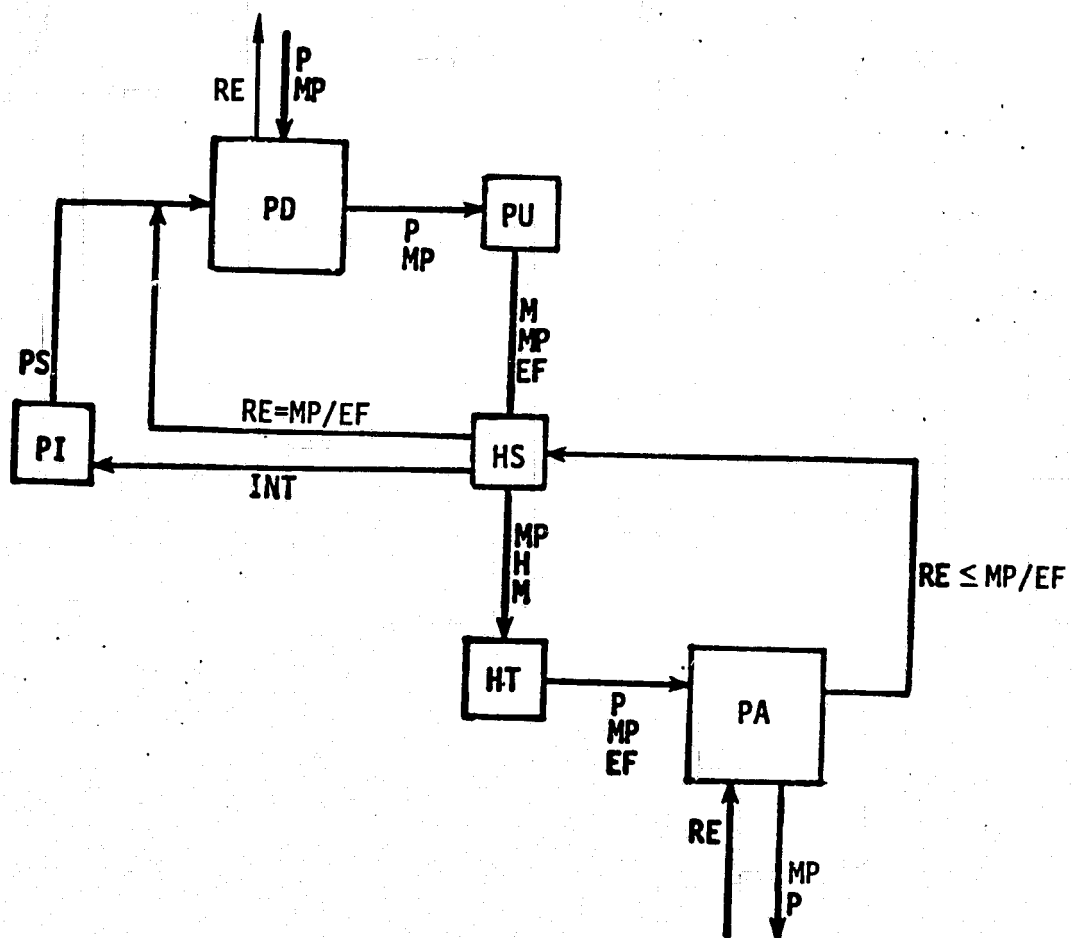 P
RE
MP
PD
PU
P
MP
M
MP
EF
PS
RE=MP/EF
PI
HS
INT
MP
H
M
RE ≤ MP/EF
HT
P
MP
EF
PA
RE
MP
P